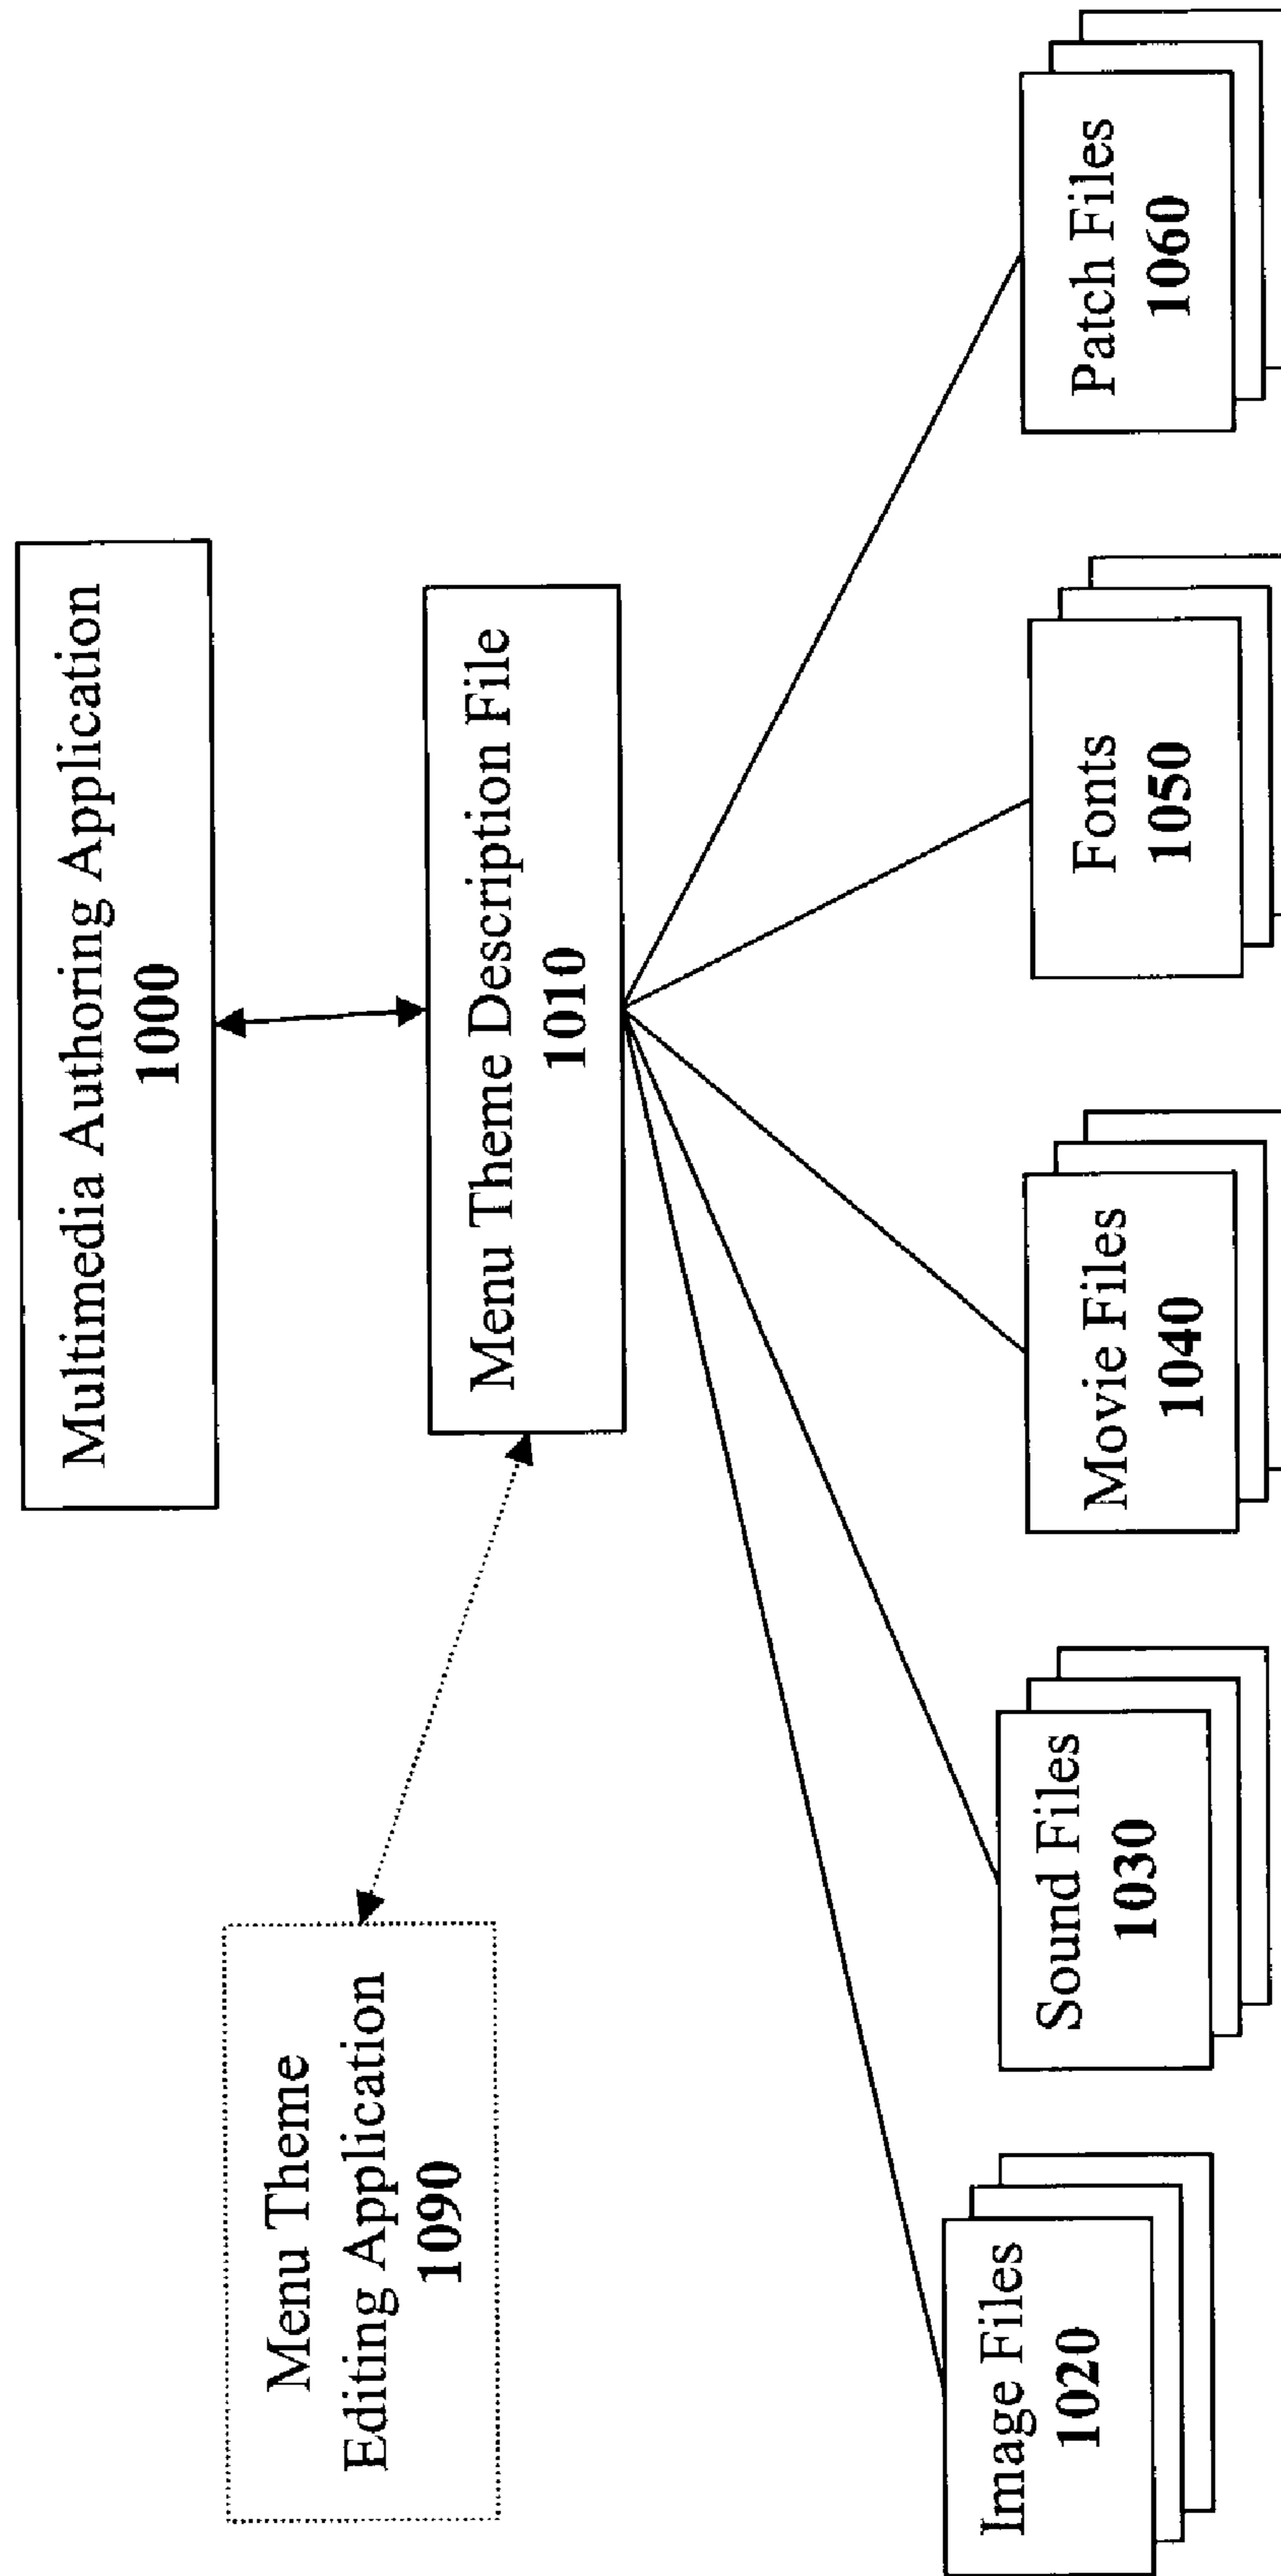 Multimedia Authoring Application
1000
Menu Theme
Editing Application
1090
Menu Theme Description File
1010
Image Files
1020
Sound Files
1030
Movie Files
1040
Fonts
1050
Patch Files
1060